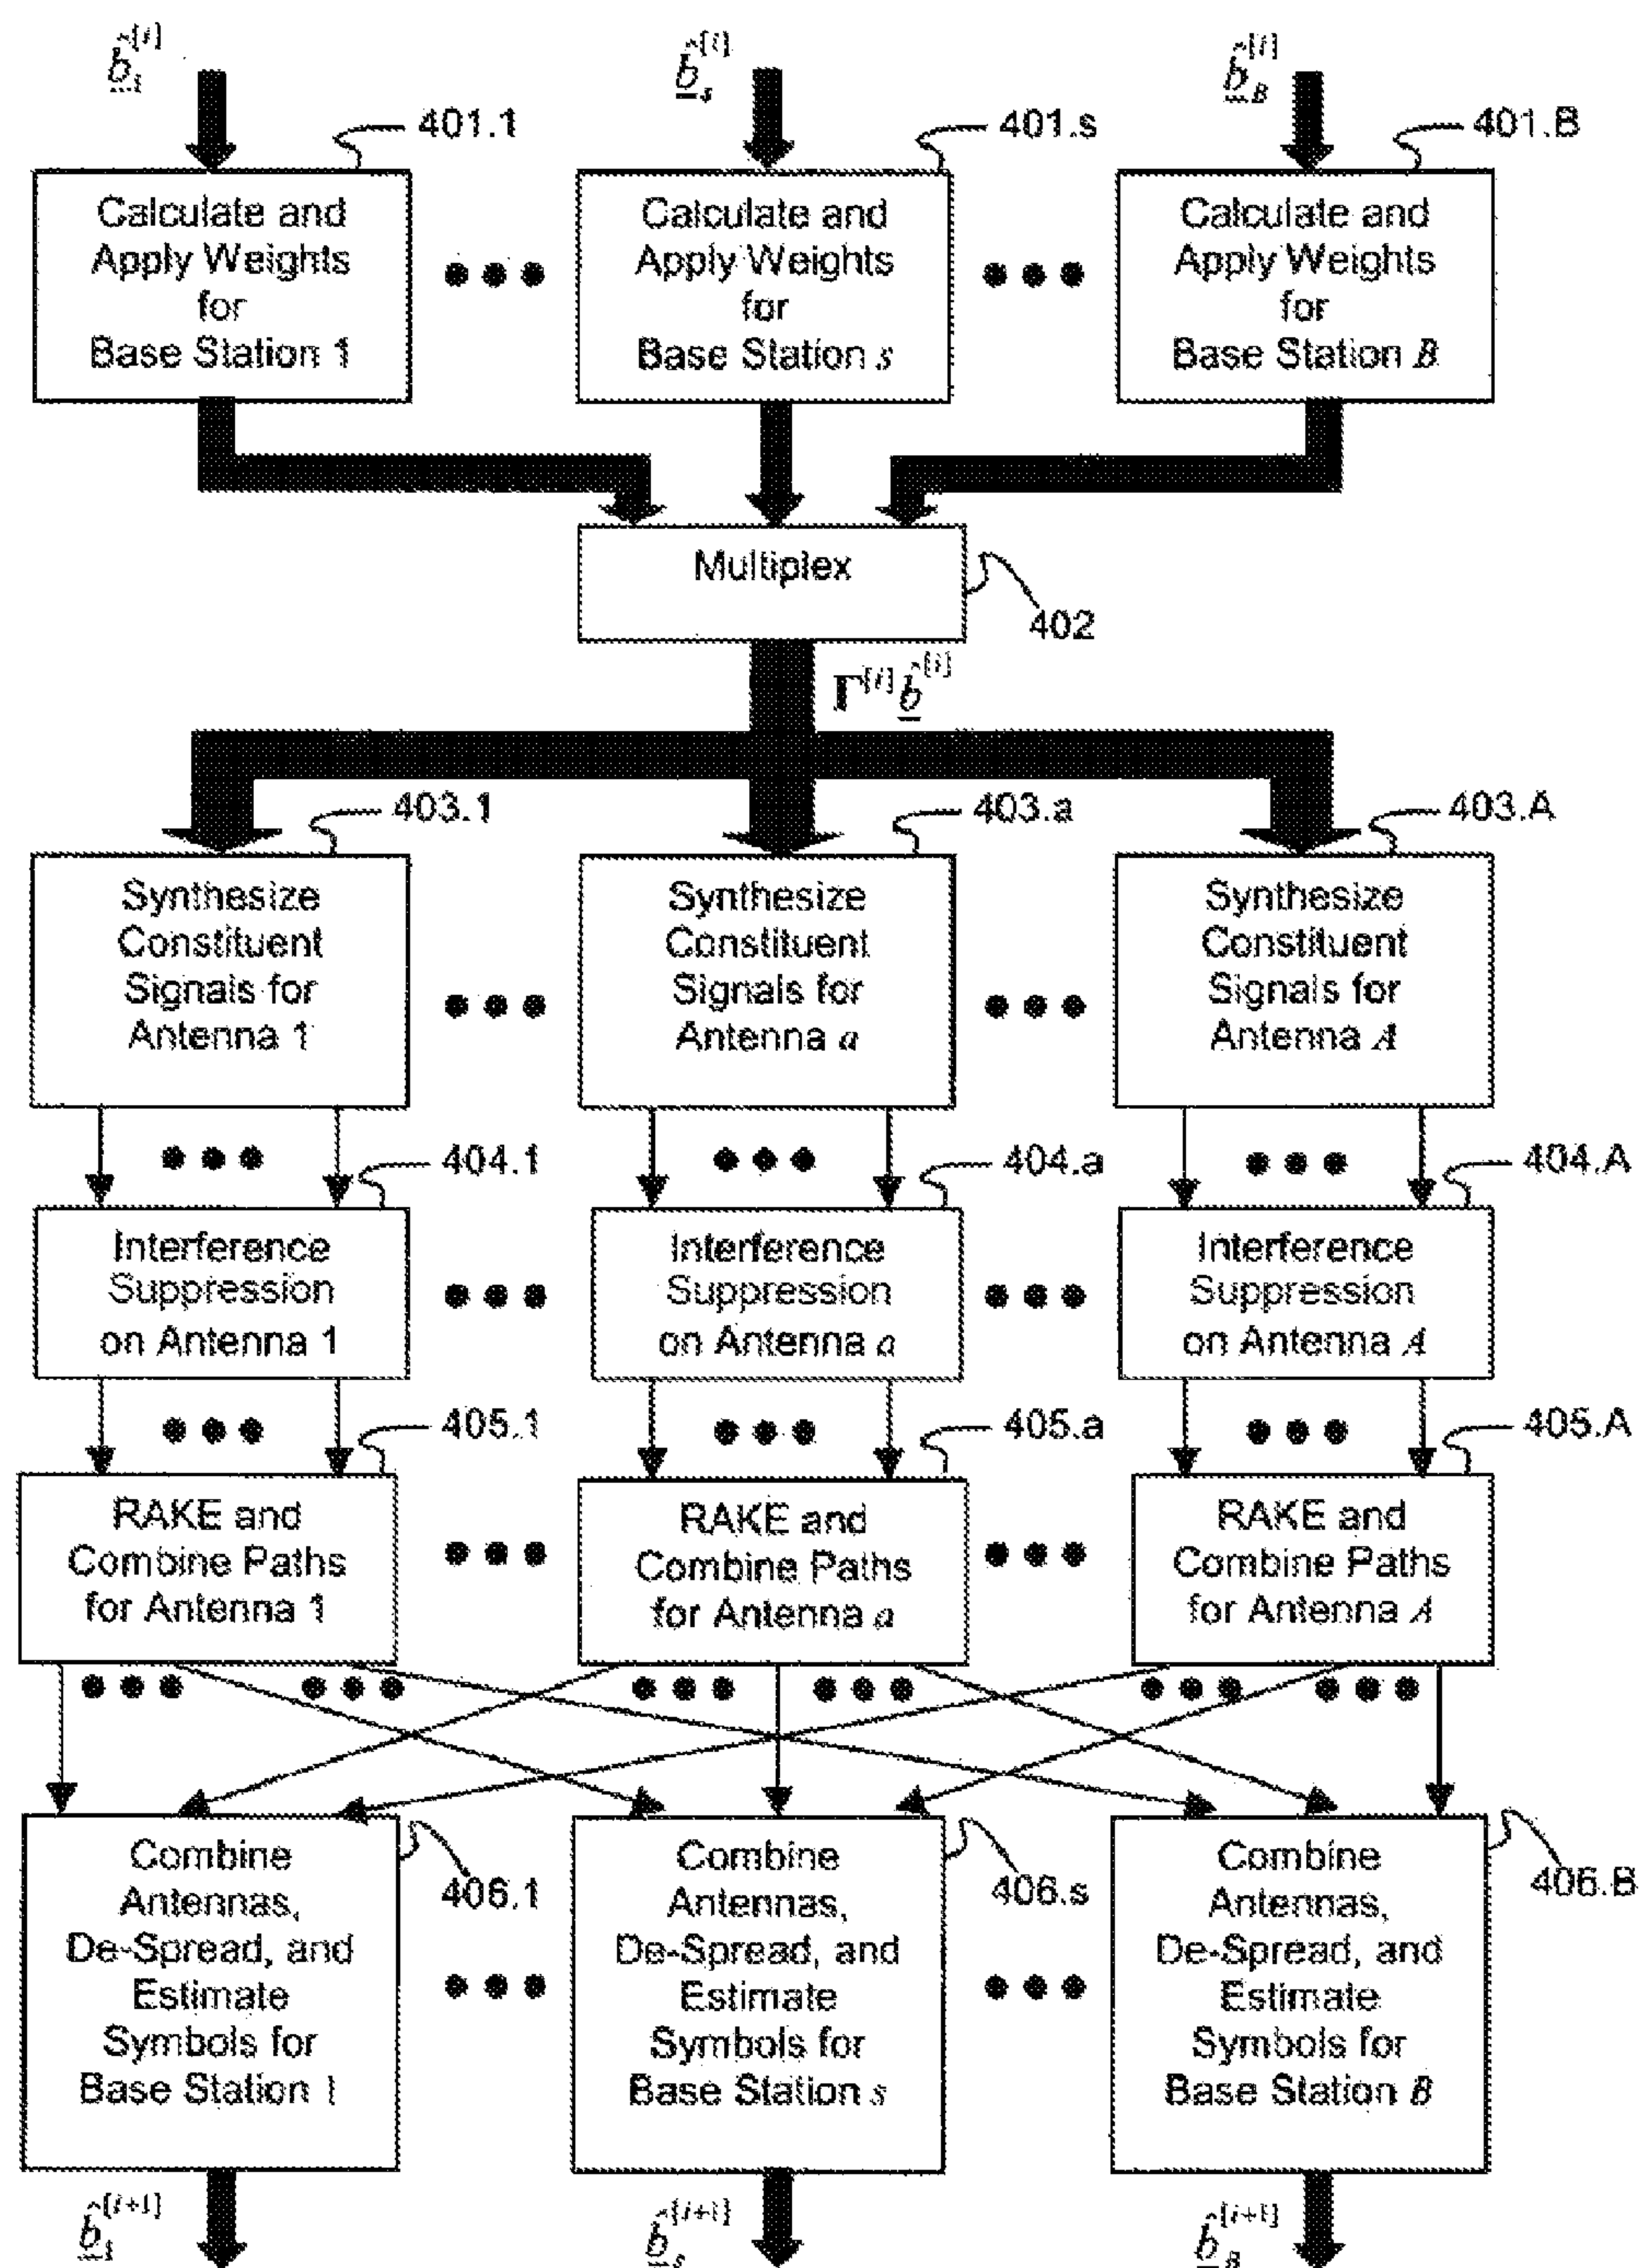 b̲̂₁^[i] b̲̂ₛ^[i] b̲̂_B^[i]
401.1 401.s 401.B
Calculate and
Apply Weights
for
Base Station 1
Calculate and
Apply Weights
for
Base Station s
Calculate and
Apply Weights
for
Base Station B
Multiplex
402
Γ^[i] b̲̂^[i]
403.1 403.a 403.A
Synthesize
Constituent
Signals for
Antenna 1
Synthesize
Constituent
Signals for
Antenna a
Synthesize
Constituent
Signals for
Antenna A
404.1 404.a 404.A
Interference
Suppression
on Antenna 1
Interference
Suppression
on Antenna a
Interference
Suppression
on Antenna A
405.1 405.a 405.A
RAKE and
Combine Paths
for Antenna 1
RAKE and
Combine Paths
for Antenna a
RAKE and
Combine Paths
for Antenna A
Combine
Antennas,
De-Spread, and
Estimate
Symbols for
Base Station 1
406.1
Combine
Antennas,
De-Spread, and
Estimate
Symbols for
Base Station s
406.s
Combine
Antennas,
De-Spread, and
Estimate
Symbols for
Base Station B
406.B
b̲̂₁^[i+1] b̲̂ₛ^[i+1] b̲̂_B^[i+1]